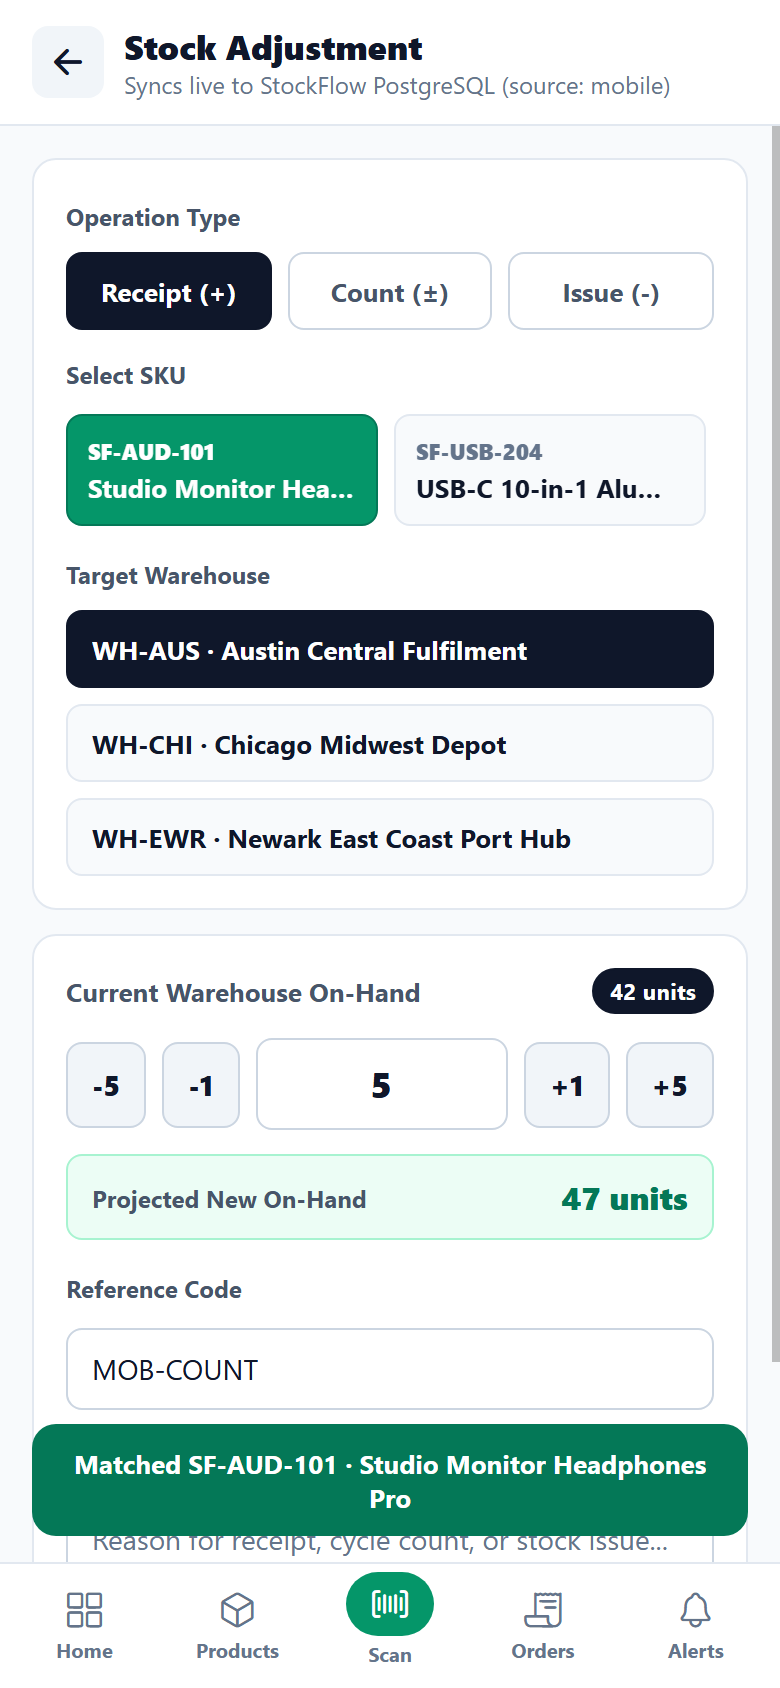 Stock Adjustment
Syncs live to StockFlow PostgreSQL (source: mobile)
Operation Type
Receipt (+)
Count (±)
Issue (-)
Select SKU
SF-AUD-101
Studio Monitor Hea...
SF-USB-204
USB-C 10-in-1 Alu...
Target Warehouse
WH-AUS · Austin Central Fulfilment
WH-CHI · Chicago Midwest Depot
WH-EWR · Newark East Coast Port Hub
Current Warehouse On-Hand
42 units
-5
-1
5
+1
+5
Projected New On-Hand
47 units
Reference Code
MOB-COUNT
Matched SF-AUD-101 · Studio Monitor Headphones
Pro
Reason for receipt, cycle count, or stock issue...
Home
Products
Scan
Orders
Alerts